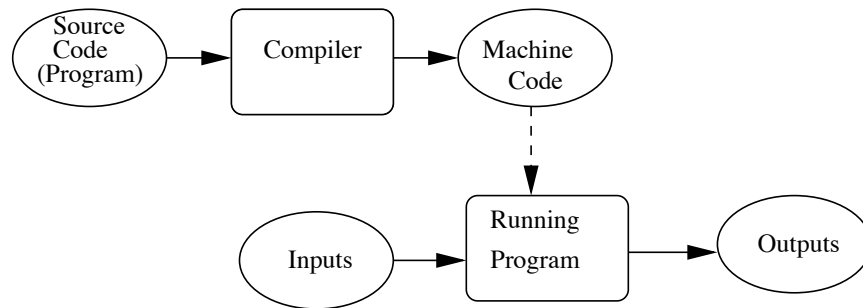 Source
Code
(Program)
Compiler
Machine
Code
Running
Program
Inputs
Outputs